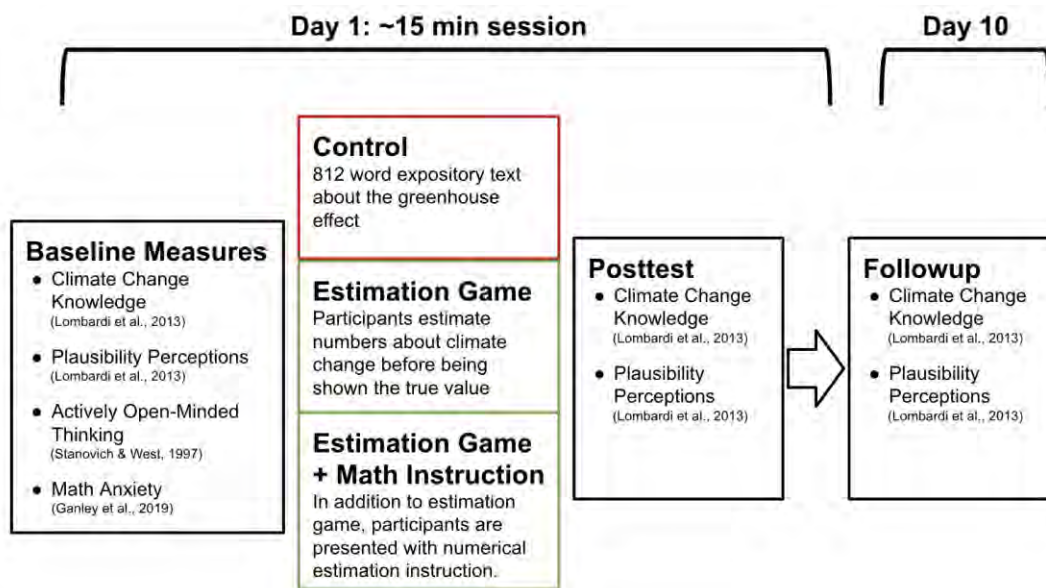 Day 1: ~15 min session
Day 10
Baseline Measures
● Climate Change
Knowledge
(Lombardi et al., 2013)
● Plausibility Perceptions
(Lombardi et al., 2013)
● Actively Open-Minded
Thinking
(Stanovich & West, 1997)
● Math Anxiety
(Ganley et al., 2019)
Control
812 word expository text
about the greenhouse
effect
Estimation Game
Participants estimate
numbers about climate
change before being
shown the true value
Estimation Game
+ Math Instruction
In addition to estimation
game, participants are
presented with numerical
estimation instruction.
Posttest
● Climate Change
Knowledge
(Lombardi et al., 2013)
● Plausibility
Perceptions
(Lombardi et al., 2013)
Followup
● Climate Change
Knowledge
(Lombardi et al., 2013)
● Plausibility
Perceptions
(Lombardi et al., 2013)